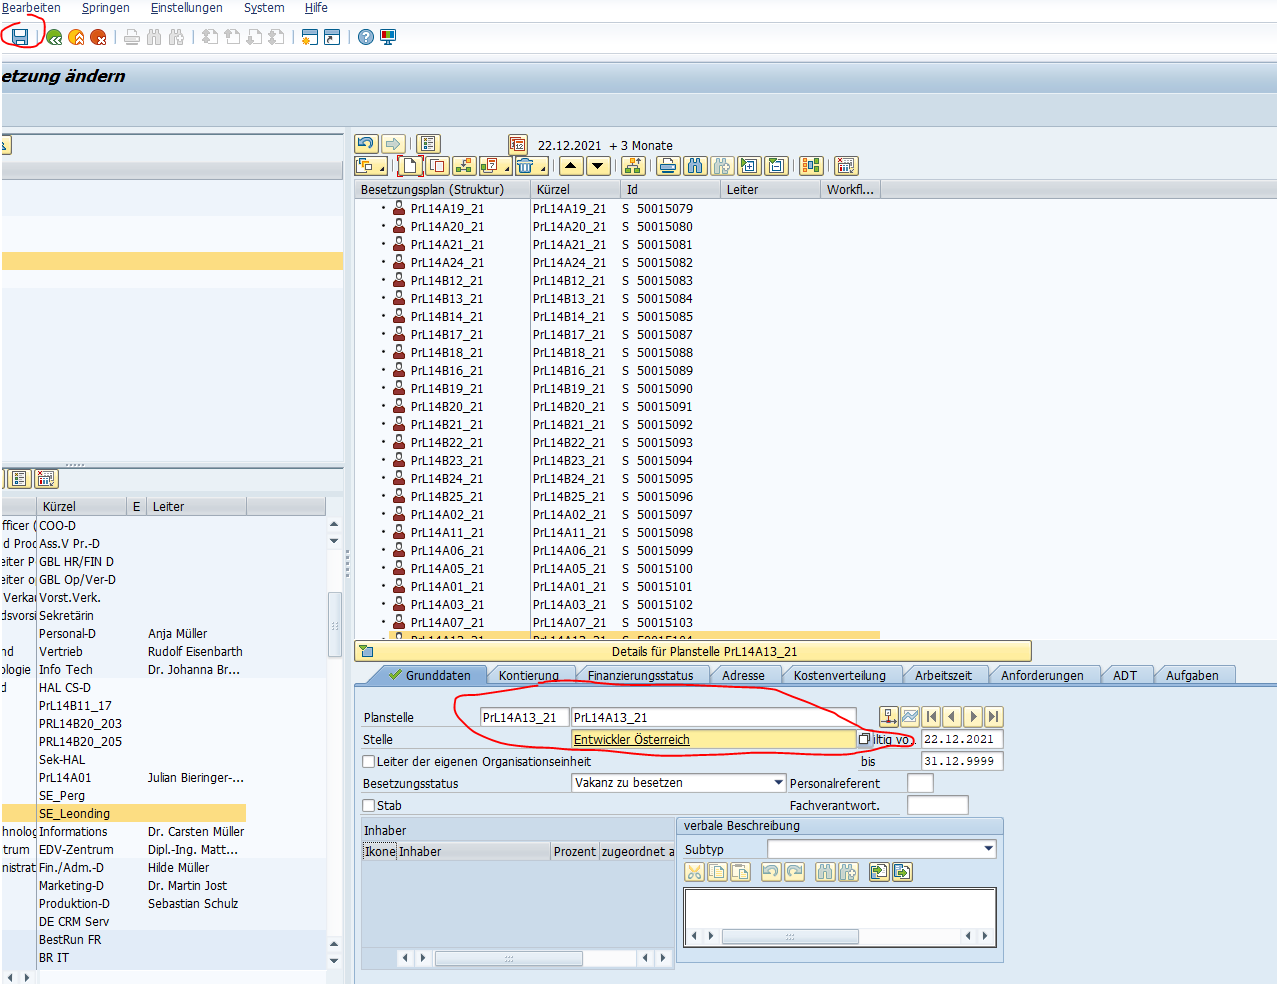 Bearbeiten Springen Einstellungen System Hilfe
etzung ändern
22.12.2021 + 3 Monate
Besetzungsplan (Struktur) Kürzel Id Leiter Workfl...
PrL14A19_21 PrL14A19_21 S 50015079
PrL14A20_21 PrL14A20_21 S 50015080
PrL14A21_21 PrL14A21_21 S 50015081
PrL14A24_21 PrL14A24_21 S 50015082
PrL14B12_21 PrL14B12_21 S 50015083
PrL14B13_21 PrL14B13_21 S 50015084
PrL14B14_21 PrL14B14_21 S 50015085
PrL14B17_21 PrL14B17_21 S 50015087
PrL14B18_21 PrL14B18_21 S 50015088
PrL14B16_21 PrL14B16_21 S 50015089
PrL14B19_21 PrL14B19_21 S 50015090
PrL14B20_21 PrL14B20_21 S 50015091
PrL14B21_21 PrL14B21_21 S 50015092
PrL14B22_21 PrL14B22_21 S 50015093
PrL14B23_21 PrL14B23_21 S 50015094
PrL14B24_21 PrL14B24_21 S 50015095
PrL14B25_21 PrL14B25_21 S 50015096
PrL14A02_21 PrL14A02_21 S 50015097
PrL14A11_21 PrL14A11_21 S 50015098
PrL14A06_21 PrL14A06_21 S 50015099
PrL14A05_21 PrL14A05_21 S 50015100
PrL14A01_21 PrL14A01_21 S 50015101
PrL14A03_21 PrL14A03_21 S 50015102
PrL14A07_21 PrL14A07_21 S 50015103
PrL14A13_21 PrL14A13_21 S 50015104
Kürzel E Leiter
fficer ( COO-D
d Proc Ass.V Pr.-D
eiter P GBL HR/FIN D
eiter o GBL Op/Ver-D
Verkau Vorst.Verk.
dsvorsi Sekretärin
Personal-D Anja Müller
nd Vertrieb Rudolf Eisenbarth
ologie Info Tech Dr. Johanna Br...
d HAL CS-D
PrL14B11_17
PRL14B20_203
PRL14B20_205
Sek-HAL
PrL14A01 Julian Bieringer-...
SE_Perg
SE_Leonding
hnolog Informations Dr. Carsten Müller
trum EDV-Zentrum Dipl.-Ing. Matt...
nistrat Fin./Adm.-D Hilde Müller
Marketing-D Dr. Martin Jost
Produktion-D Sebastian Schulz
DE CRM Serv
BestRun FR
BR IT
Details für Planstelle PrL14A13_21
Grunddaten Kontierung Finanzierungsstatus Adresse Kostenverteilung Arbeitszeit Anforderungen ADT Aufgaben
Planstelle PrL14A13_21 PrL14A13_21
Stelle Entwickler Österreich ltig vo.. 22.12.2021
Leiter der eigenen Organisationseinheit bis 31.12.9999
Besetzungsstatus Vakanz zu besetzen Personalreferent
Stab Fachverantwort.
Inhaber
Ikone Inhaber Prozent zugeordnet a
verbale Beschreibung
Subtyp